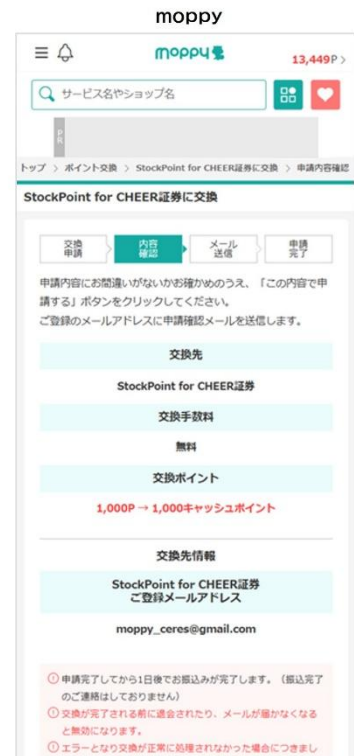 moppy
moppy
13,449P >
サービス名やショップ名
PR
トップ > ポイント交換 > StockPoint for CHEER証券に交換 > 申請内容確認
StockPoint for CHEER証券に交換
交換
申請
内容
確認
メール
送信
申請
完了
申請内容にお間違いがないかお確かめのうえ、「この内容で申
請する」ボタンをクリックしてください。
ご登録のメールアドレスに申請確認メールを送信します。
交換先
StockPoint for CHEER証券
交換手数料
無料
交換ポイント
1,000P → 1,000キャッシュポイント
交換先情報
StockPoint for CHEER証券
ご登録メールアドレス
moppy_ceres@gmail.com
申請完了してから1日後でお振込みが完了します。（振込完了
のご連絡はしておりません）
交換が完了される前に退会されたり、メールが届かなくなる
と無効になります。
エラーとなり交換が正常に処理されなかった場合につきまし